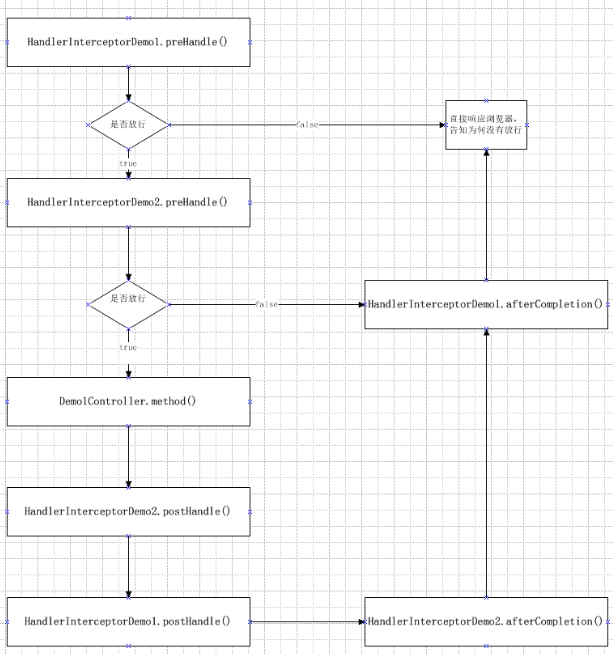 HandlerInterceptorDemo1.preHandle()
是否放行
false
直接响应浏览器，
告知为何没有放行
true
HandlerInterceptorDemo2.preHandle()
是否放行
false
HandlerInterceptorDemo1.afterCompletion()
true
Demo1Controller.method()
HandlerInterceptorDemo2.postHandle()
HandlerInterceptorDemo1.postHandle()
HandlerInterceptorDemo2.afterCompletion()